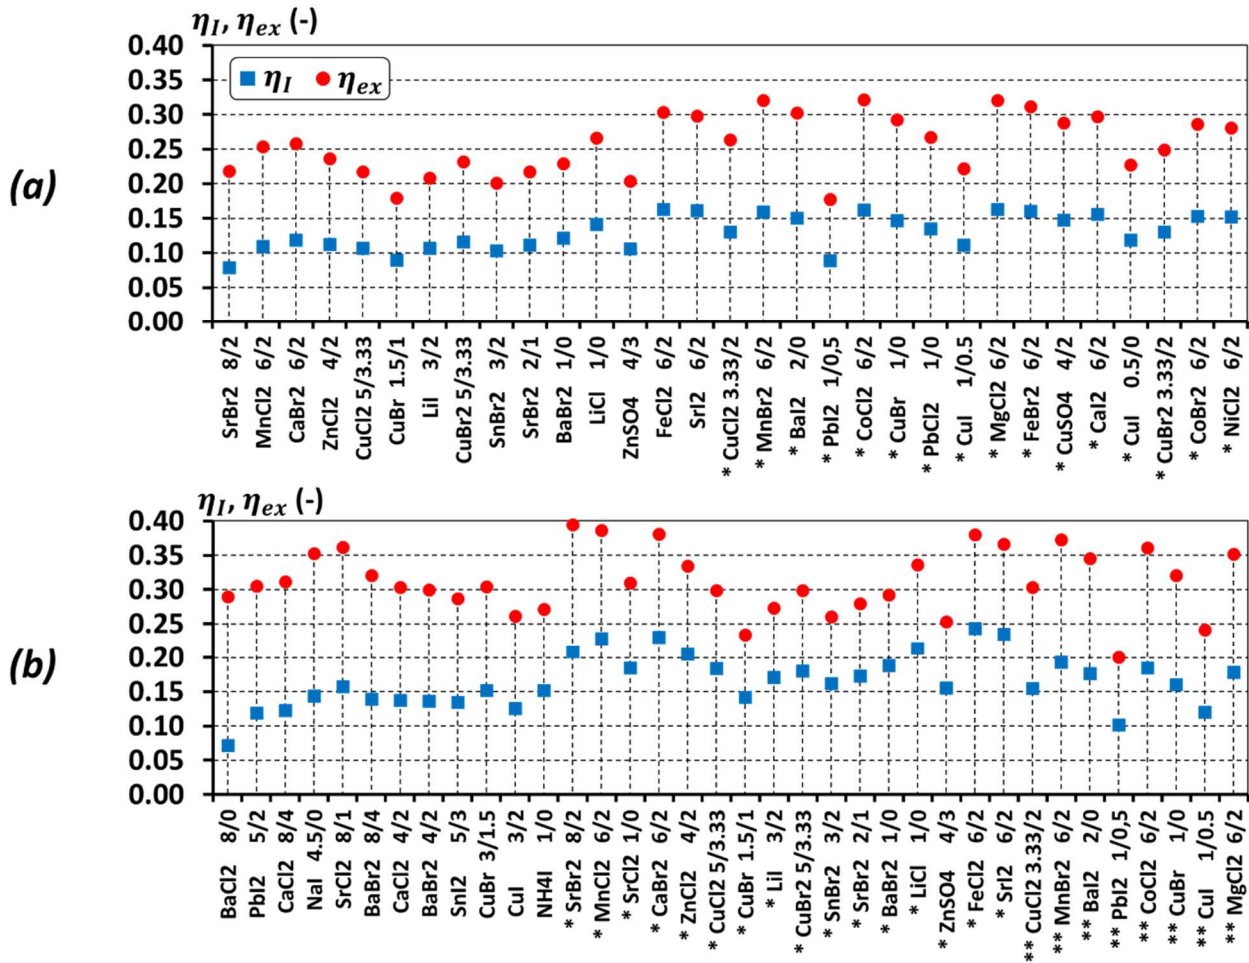 η_I, η_ex (-)
0.40
0.35
0.30
0.25
0.20
0.15
0.10
0.05
0.00
η_I η_ex
(a)
SrBr2 8/2
MnCl2 6/2
CaBr2 6/2
ZnCl2 4/2
CuCl2 5/3.33
CuBr 1.5/1
LiI 3/2
CuBr2 5/3.33
SnBr2 3/2
SrBr2 2/1
BaBr2 1/0
LiCl 1/0
ZnSO4 4/3
FeCl2 6/2
SrI2 6/2
* CuCl2 3.33/2
* MnBr2 6/2
* BaI2 2/0
* PbI2 1/0,5
* CoCl2 6/2
* CuBr 1/0
* PbCl2 1/0
* CuI 1/0.5
* MgCl2 6/2
* FeBr2 6/2
* CuSO4 4/2
* CaI2 6/2
* CuI 0.5/0
* CuBr2 3.33/2
* CoBr2 6/2
* NiCl2 6/2
η_I, η_ex (-)
0.40
0.35
0.30
0.25
0.20
0.15
0.10
0.05
0.00
(b)
BaCl2 8/0
PbI2 5/2
CaCl2 8/4
NaI 4.5/0
SrCl2 8/1
BaBr2 8/4
CaCl2 4/2
BaBr2 4/2
SnI2 5/3
CuBr 3/1.5
CuI 3/2
NH4I 1/0
* SrBr2 8/2
* MnCl2 6/2
* SrCl2 1/0
* CaBr2 6/2
* ZnCl2 4/2
* CuCl2 5/3.33
* CuBr 1.5/1
* LiI 3/2
* CuBr2 5/3.33
* SnBr2 3/2
* SrBr2 2/1
* BaBr2 1/0
* LiCl 1/0
* ZnSO4 4/3
* FeCl2 6/2
* SrI2 6/2
** CuCl2 3.33/2
** MnBr2 6/2
** BaI2 2/0
** PbI2 1/0,5
** CoCl2 6/2
** CuBr 1/0
** CuI 1/0.5
** MgCl2 6/2